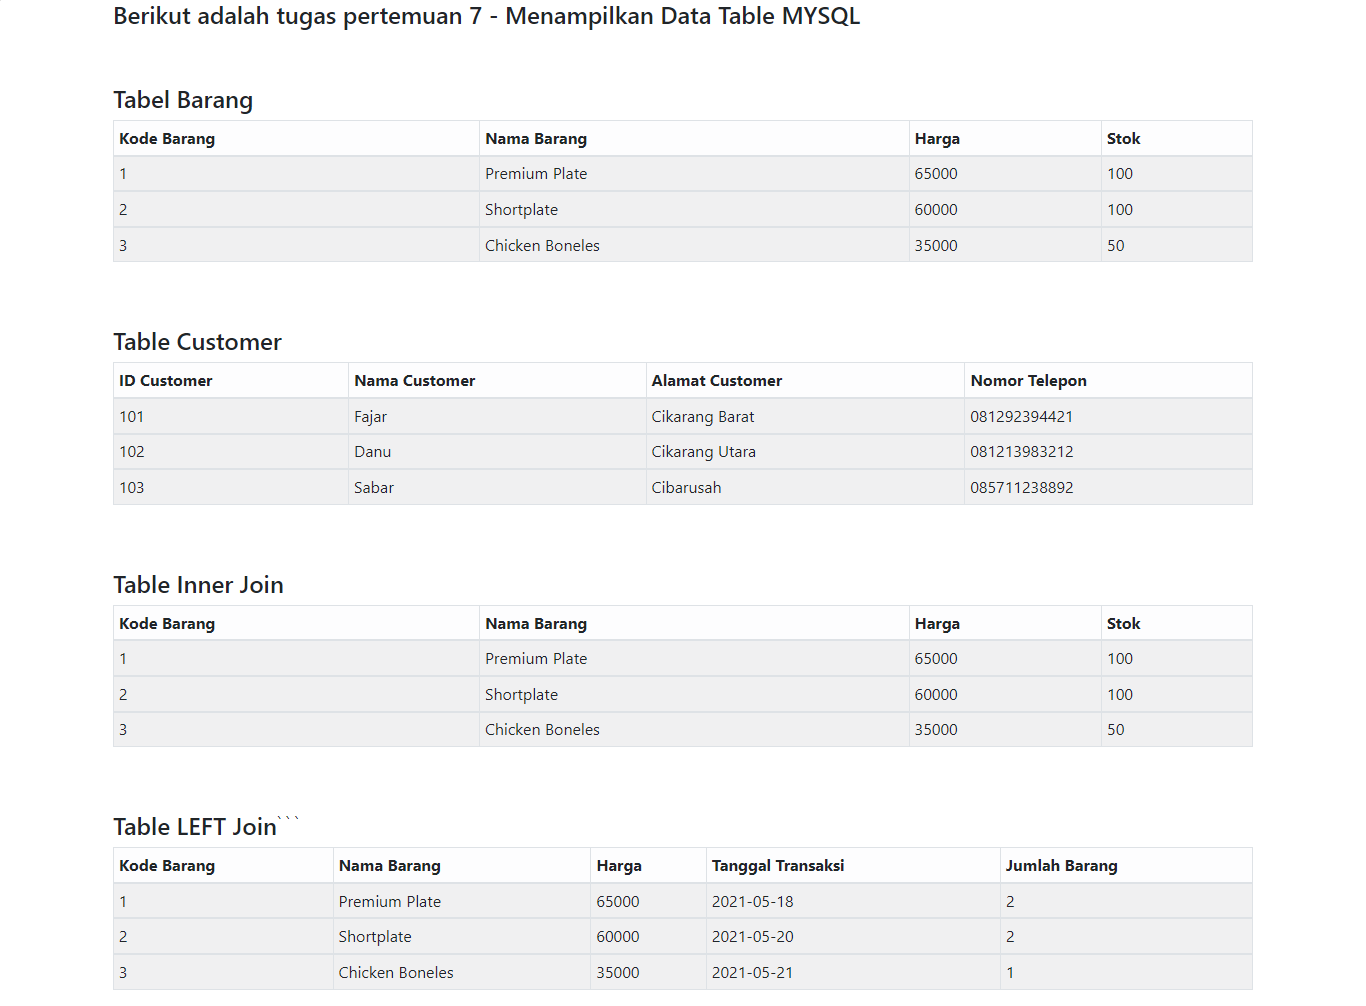 Berikut adalah tugas pertemuan 7 - Menampilkan Data Table MYSQL
Tabel Barang
Kode Barang Nama Barang Harga Stok
1 Premium Plate 65000 100
2 Shortplate 60000 100
3 Chicken Boneles 35000 50
Table Customer
ID Customer Nama Customer Alamat Customer Nomor Telepon
101 Fajar Cikarang Barat 081292394421
102 Danu Cikarang Utara 081213983212
103 Sabar Cibarusah 085711238892
Table Inner Join
Kode Barang Nama Barang Harga Stok
1 Premium Plate 65000 100
2 Shortplate 60000 100
3 Chicken Boneles 35000 50
Table LEFT Join```
Kode Barang Nama Barang Harga Tanggal Transaksi Jumlah Barang
1 Premium Plate 65000 2021-05-18 2
2 Shortplate 60000 2021-05-20 2
3 Chicken Boneles 35000 2021-05-21 1